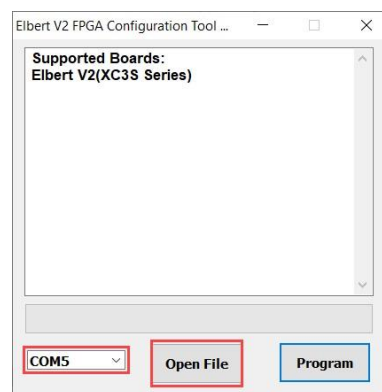 Elbert V2 FPGA Configuration Tool ...
Supported Boards:
Elbert V2(XC3S Series)
COM5
Open File
Program